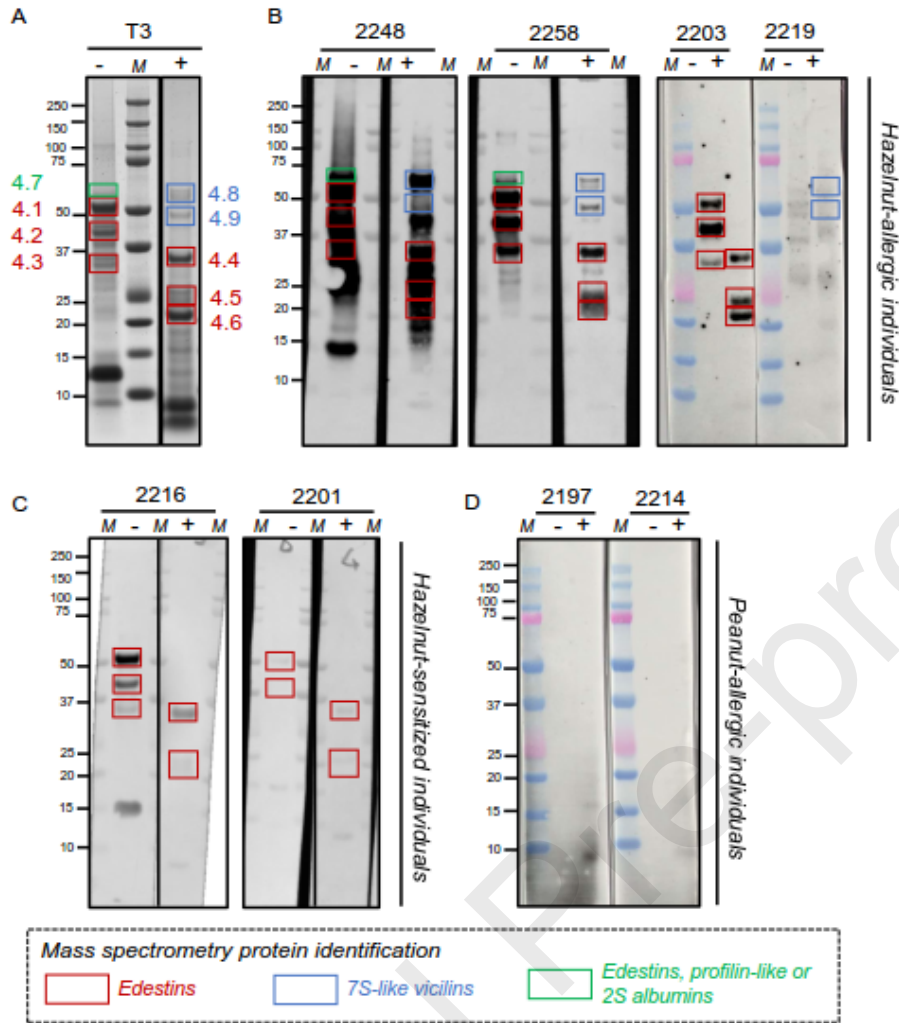 A
T3
- M +
250
150
100
75
50
37
25
20
15
10
4.7
4.1
4.2
4.3
4.8
4.9
4.4
4.5
4.6
B
2248 2258 2203 2219
M - M + M M - M + M M - + M - +
250
150
100
75
50
37
25
20
15
10
Hazelnut-allergic individuals
C
2216 2201
M - M + M M - M + M
250
150
100
75
50
37
25
20
15
10
Hazelnut-sensitized individuals
D
2197 2214
M - + M - +
250
150
100
75
50
37
25
20
15
10
Peanut-allergic individuals
Pre-pro
Mass spectrometry protein identification
Edestins
7S-like vicilins
Edestins, profilin-like or
2S albumins